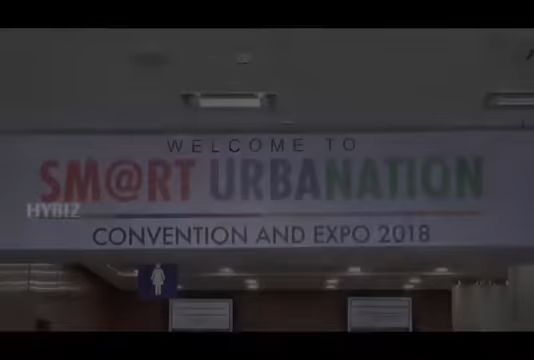 WELCOME TO
SM@RT URBANATION
HYBIZ
CONVENTION AND EXPO 2018